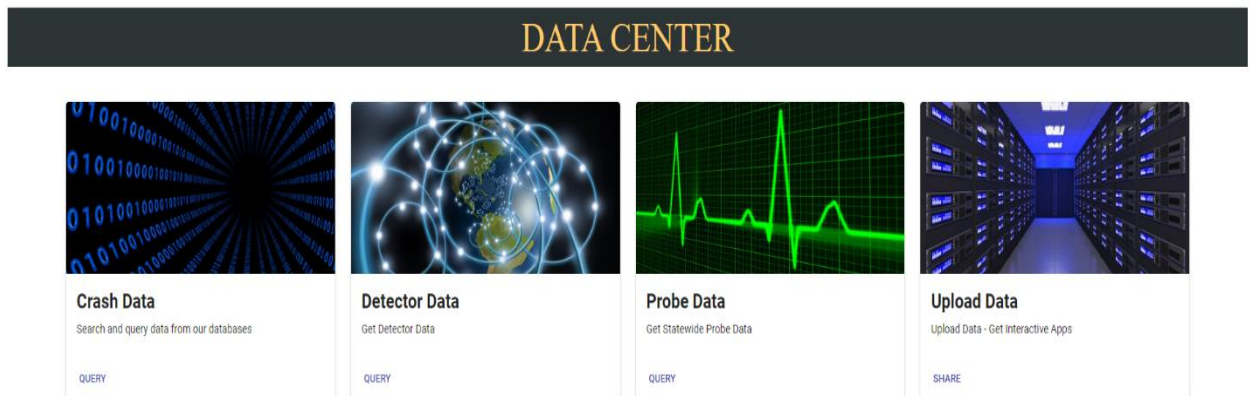 DATA CENTER
Crash Data
Search and query data from our databases
QUERY
Detector Data
Get Detector Data
QUERY
Probe Data
Get Statewide Probe Data
QUERY
Upload Data
Upload Data - Get Interactive Apps
SHARE